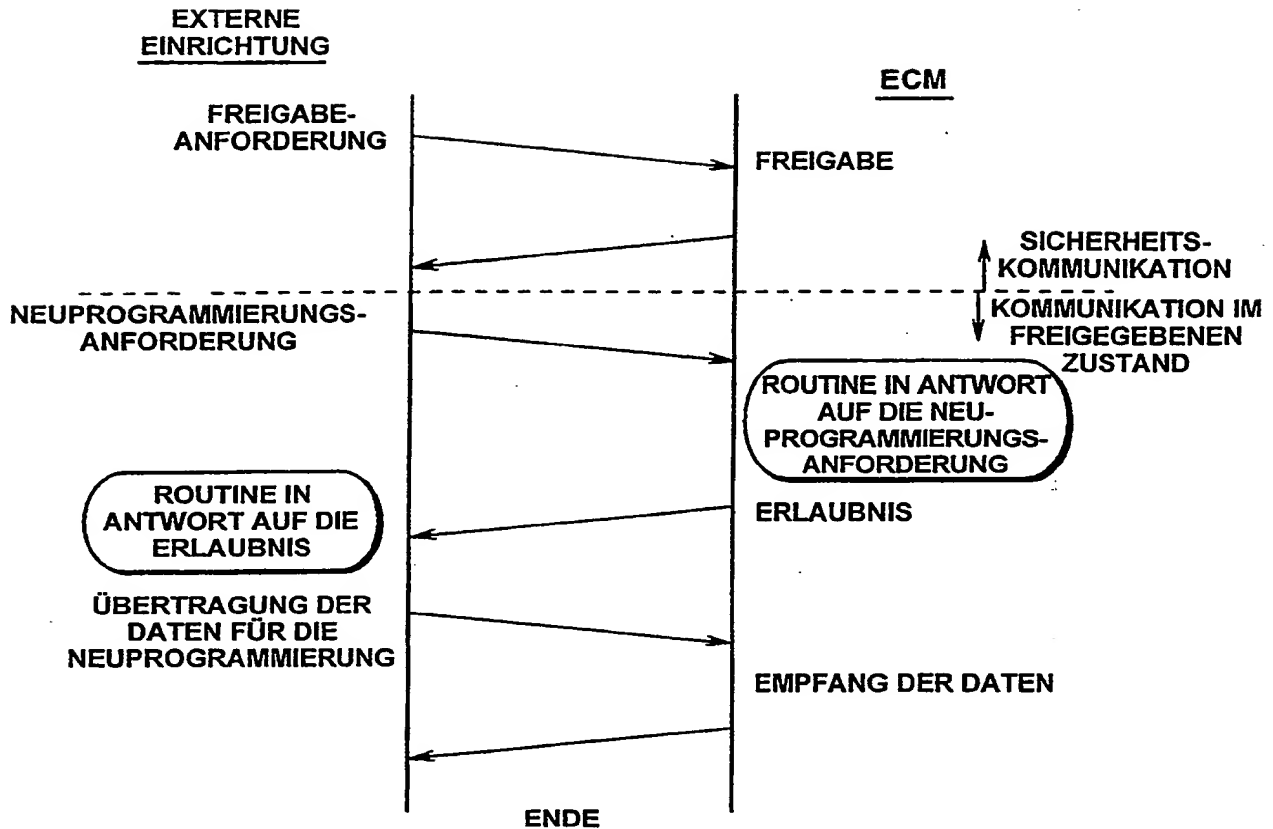 EXTERNE
EINRICHTUNG
ECM
FREIGABE-
ANFORDERUNG
FREIGABE
SICHERHEITS-
KOMMUNIKATION
NEUPROGRAMMIERUNGS-
ANFORDERUNG
KOMMUNIKATION IM
FREIGEGEBENEN
ZUSTAND
ROUTINE IN ANTWORT
AUF DIE NEU-
PROGRAMMIERUNGS-
ANFORDERUNG
ROUTINE IN
ANTWORT AUF DIE
ERLAUBNIS
ERLAUBNIS
ÜBERTRAGUNG DER
DATEN FÜR DIE
NEUPROGRAMMIERUNG
EMPFANG DER DATEN
ENDE